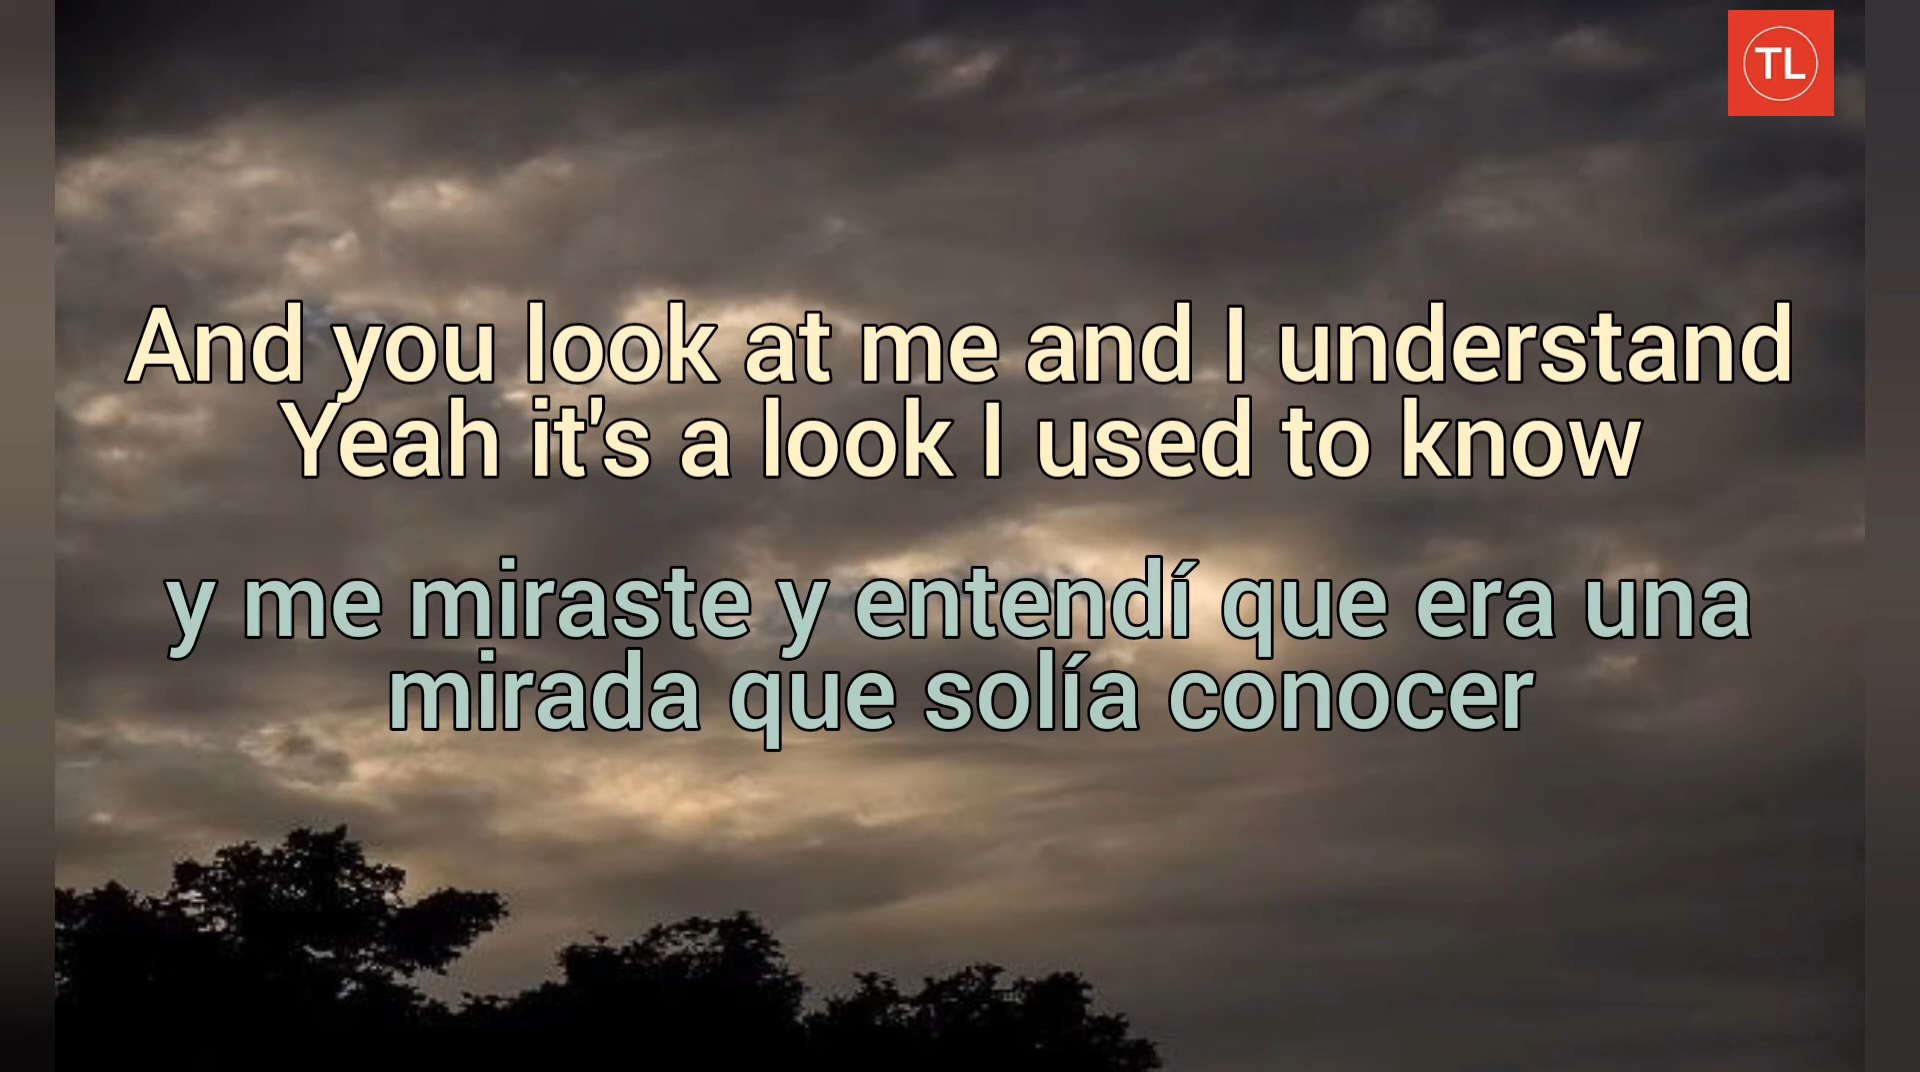 TL
And you look at me and I understand
Yeah it's a look I used to know
y me miraste y entendí que era una
mirada que solía conocer